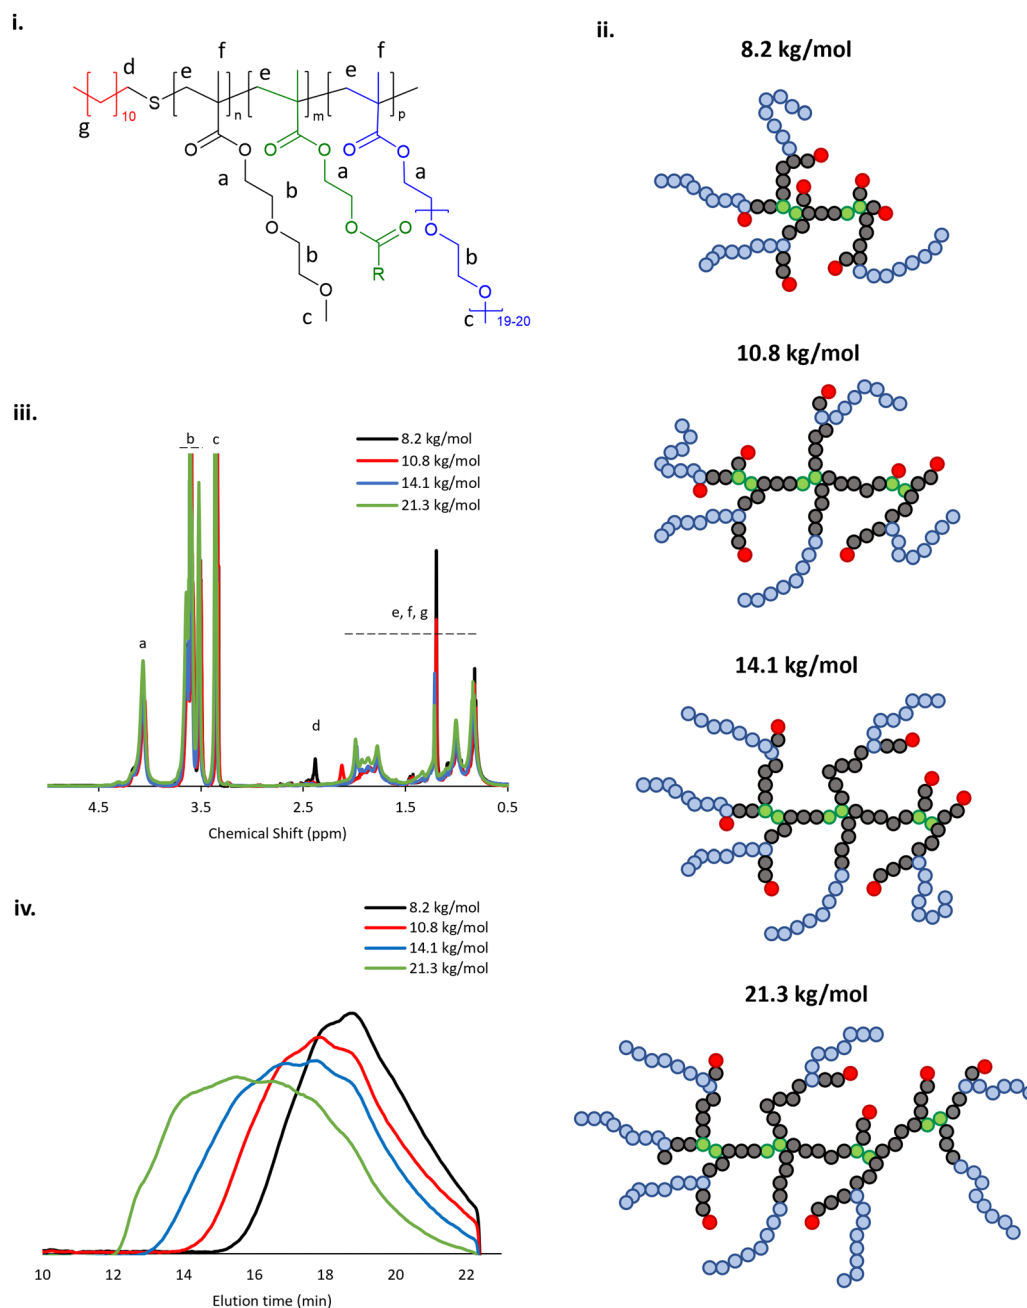 i.
d
e
f
e
e
f
g
10
S
n
m
p
O
O
O
O
O
O
a
a
a
b
O
O
O
b
O
b
O
R
O
c
c
19-20
ii.
8.2 kg/mol
10.8 kg/mol
14.1 kg/mol
21.3 kg/mol
iii.
b
c
8.2 kg/mol
10.8 kg/mol
14.1 kg/mol
21.3 kg/mol
e, f, g
a
d
4.5
3.5
2.5
1.5
0.5
Chemical Shift (ppm)
iv.
8.2 kg/mol
10.8 kg/mol
14.1 kg/mol
21.3 kg/mol
10
12
14
16
18
20
22
Elution time (min)